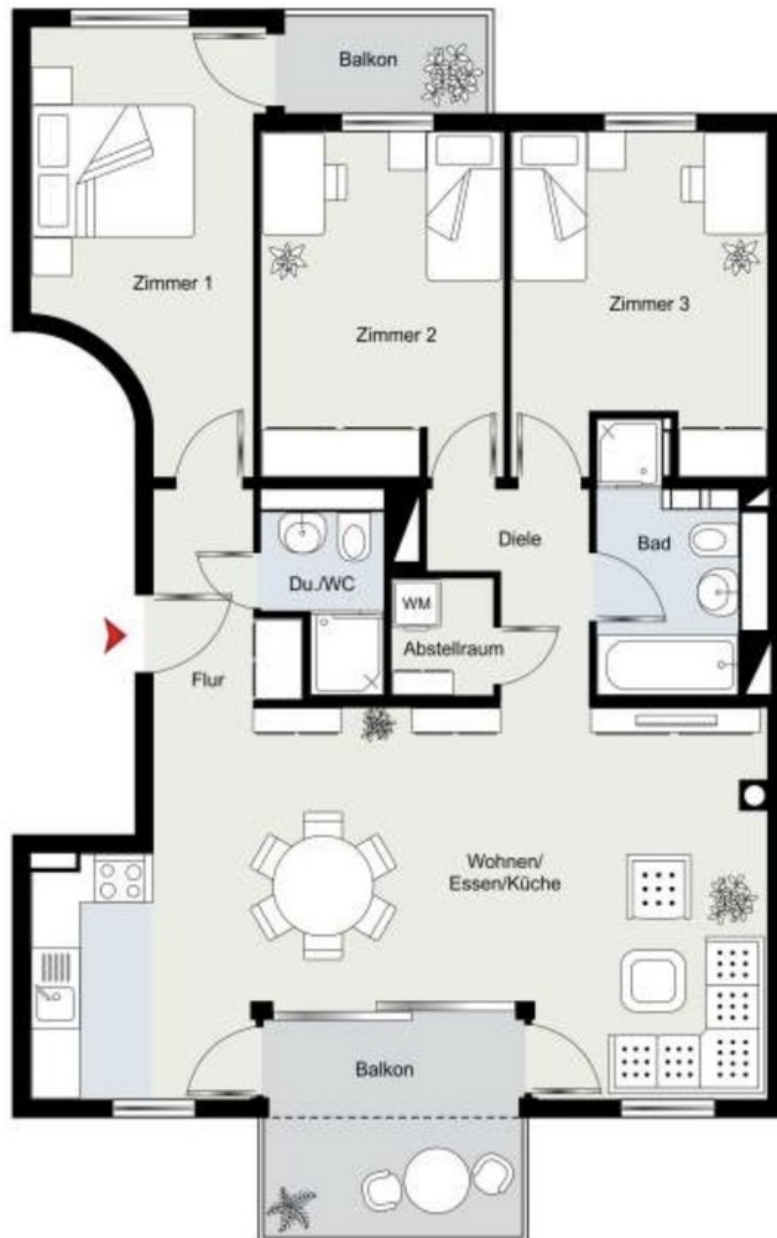 Balkon
Zimmer 1
Zimmer 2
Zimmer 3
Diele
Bad
Du./WC
WM
Abstellraum
Flur
Wohnen/
Essen/Küche
Balkon